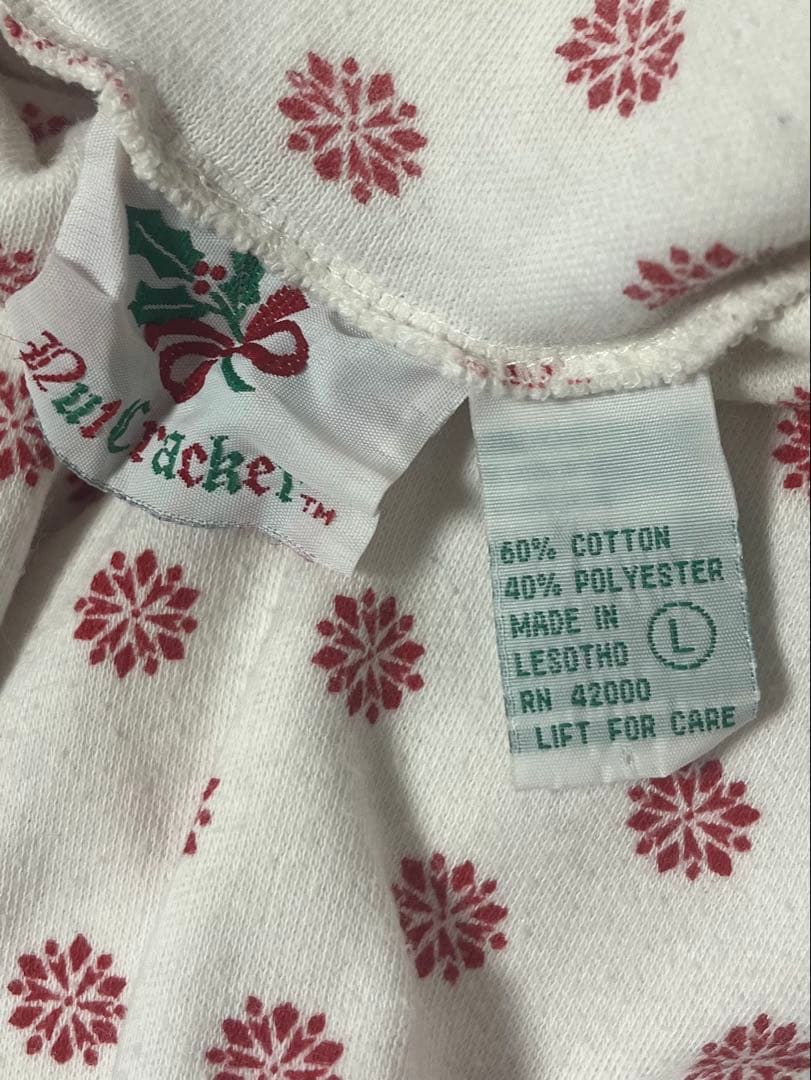 NutCracker™
60% COTTON
40% POLYESTER
MADE IN
LESOTHO
L
RN 42000
LIFT FOR CARE